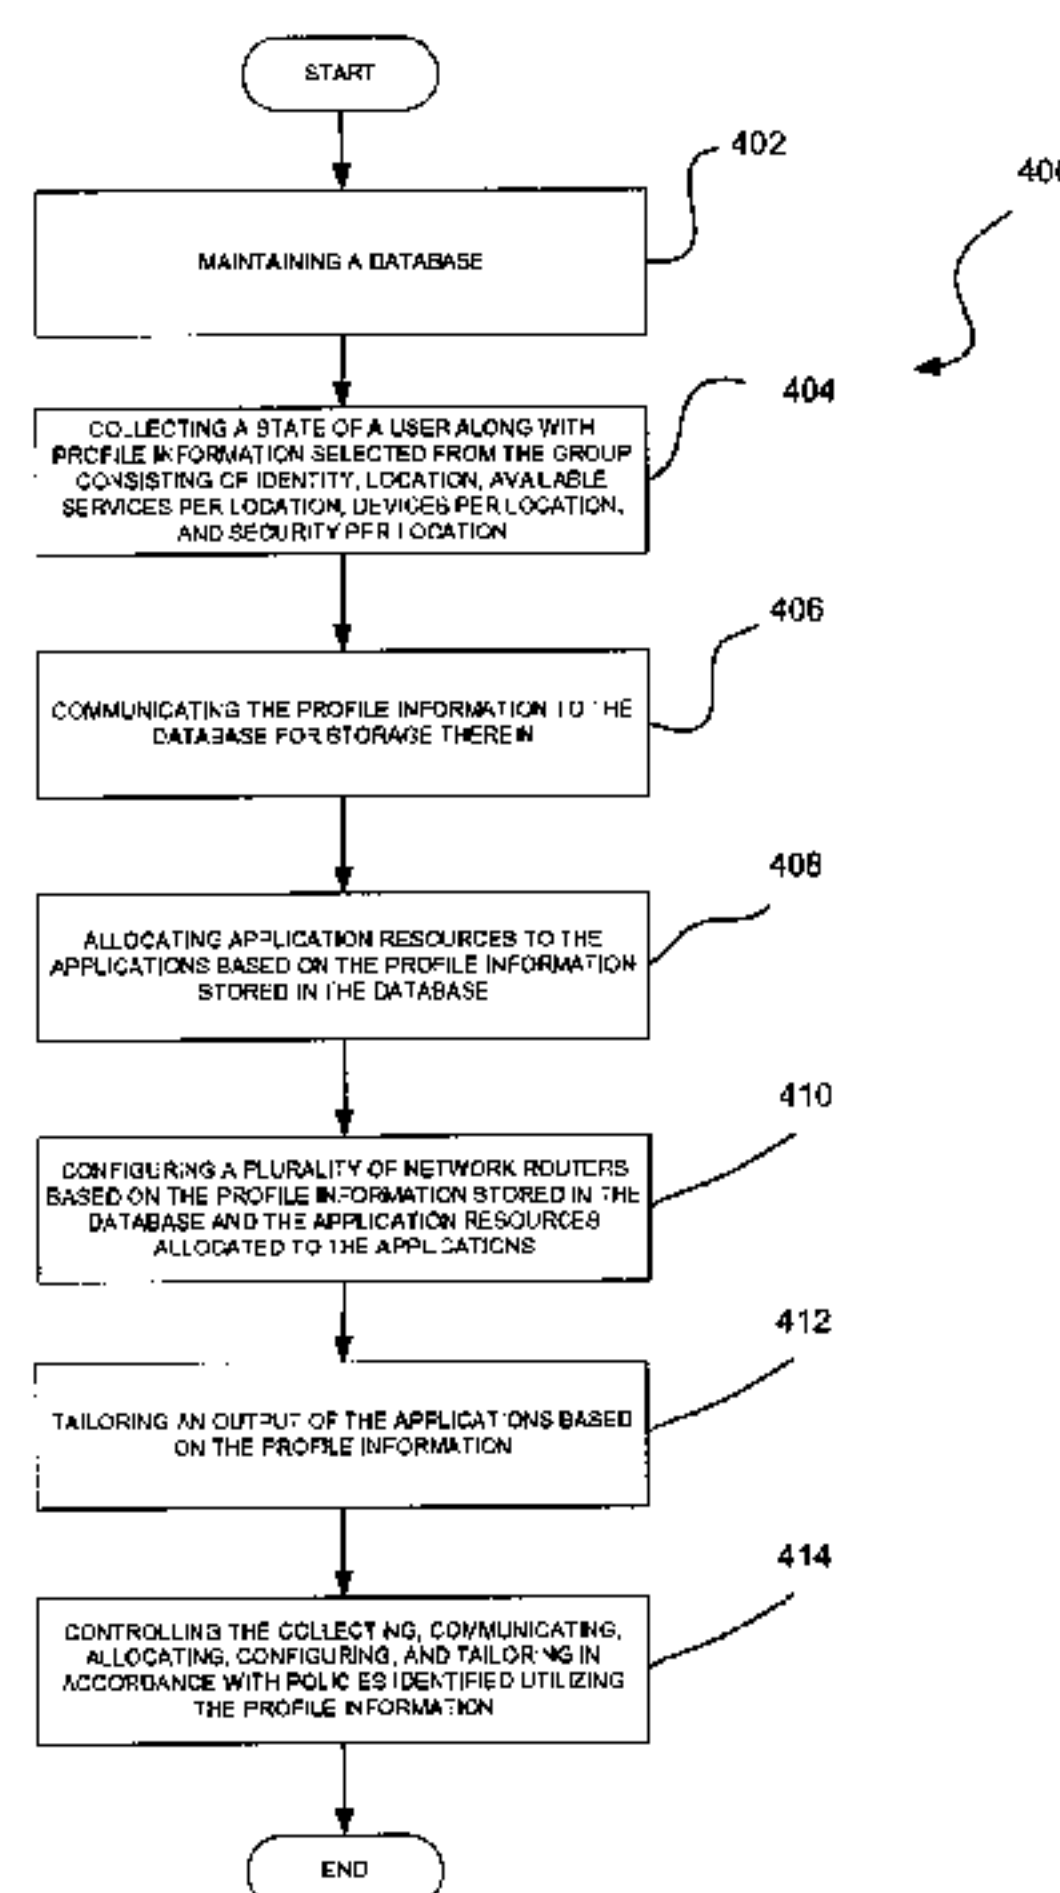 START
402
400
MAINTAINING A DATABASE
404
COLLECTING A STATE OF A USER ALONG WITH
PROFILE INFORMATION SELECTED FROM THE GROUP
CONSISTING OF IDENTITY, LOCATION, AVAILABLE
SERVICES PER LOCATION, DEVICES PER LOCATION,
AND SECURITY PER LOCATION
406
COMMUNICATING THE PROFILE INFORMATION TO THE
DATABASE FOR STORAGE THEREIN
408
ALLOCATING APPLICATION RESOURCES TO THE
APPLICATIONS BASED ON THE PROFILE INFORMATION
STORED IN THE DATABASE
410
CONFIGURING A PLURALITY OF NETWORK ROUTERS
BASED ON THE PROFILE INFORMATION STORED IN THE
DATABASE AND THE APPLICATION RESOURCES
ALLOCATED TO THE APPLICATIONS
412
TAILORING AN OUTPUT OF THE APPLICATIONS BASED
ON THE PROFILE INFORMATION
414
CONTROLLING THE COLLECTING, COMMUNICATING,
ALLOCATING, CONFIGURING, AND TAILORING IN
ACCORDANCE WITH POLICIES IDENTIFIED UTILIZING
THE PROFILE INFORMATION
END